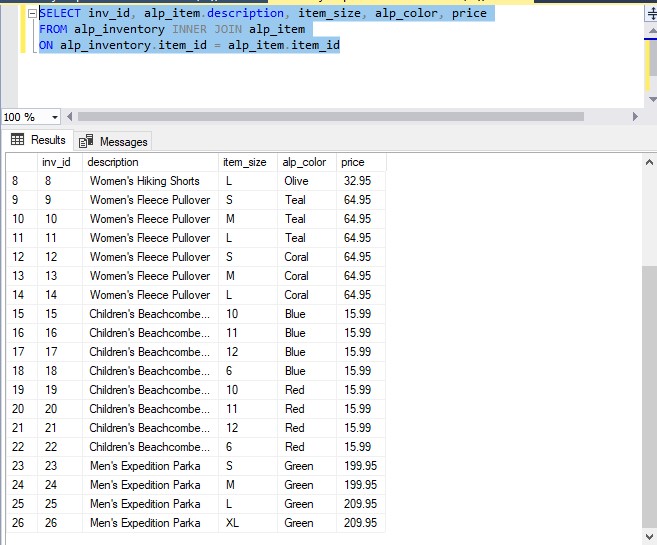 SELECT inv_id, alp_item.description, item_size, alp_color, price
FROM alp_inventory INNER JOIN alp_item
ON alp_inventory.item_id = alp_item.item_id
100 %
Results Messages
inv_id description item_size alp_color price
8 8 Women's Hiking Shorts L Olive 32.95
9 9 Women's Fleece Pullover S Teal 64.95
10 10 Women's Fleece Pullover M Teal 64.95
11 11 Women's Fleece Pullover L Teal 64.95
12 12 Women's Fleece Pullover S Coral 64.95
13 13 Women's Fleece Pullover M Coral 64.95
14 14 Women's Fleece Pullover L Coral 64.95
15 15 Children's Beachcombe... 10 Blue 15.99
16 16 Children's Beachcombe... 11 Blue 15.99
17 17 Children's Beachcombe... 12 Blue 15.99
18 18 Children's Beachcombe... 6 Blue 15.99
19 19 Children's Beachcombe... 10 Red 15.99
20 20 Children's Beachcombe... 11 Red 15.99
21 21 Children's Beachcombe... 12 Red 15.99
22 22 Children's Beachcombe... 6 Red 15.99
23 23 Men's Expedition Parka S Green 199.95
24 24 Men's Expedition Parka M Green 199.95
25 25 Men's Expedition Parka L Green 209.95
26 26 Men's Expedition Parka XL Green 209.95